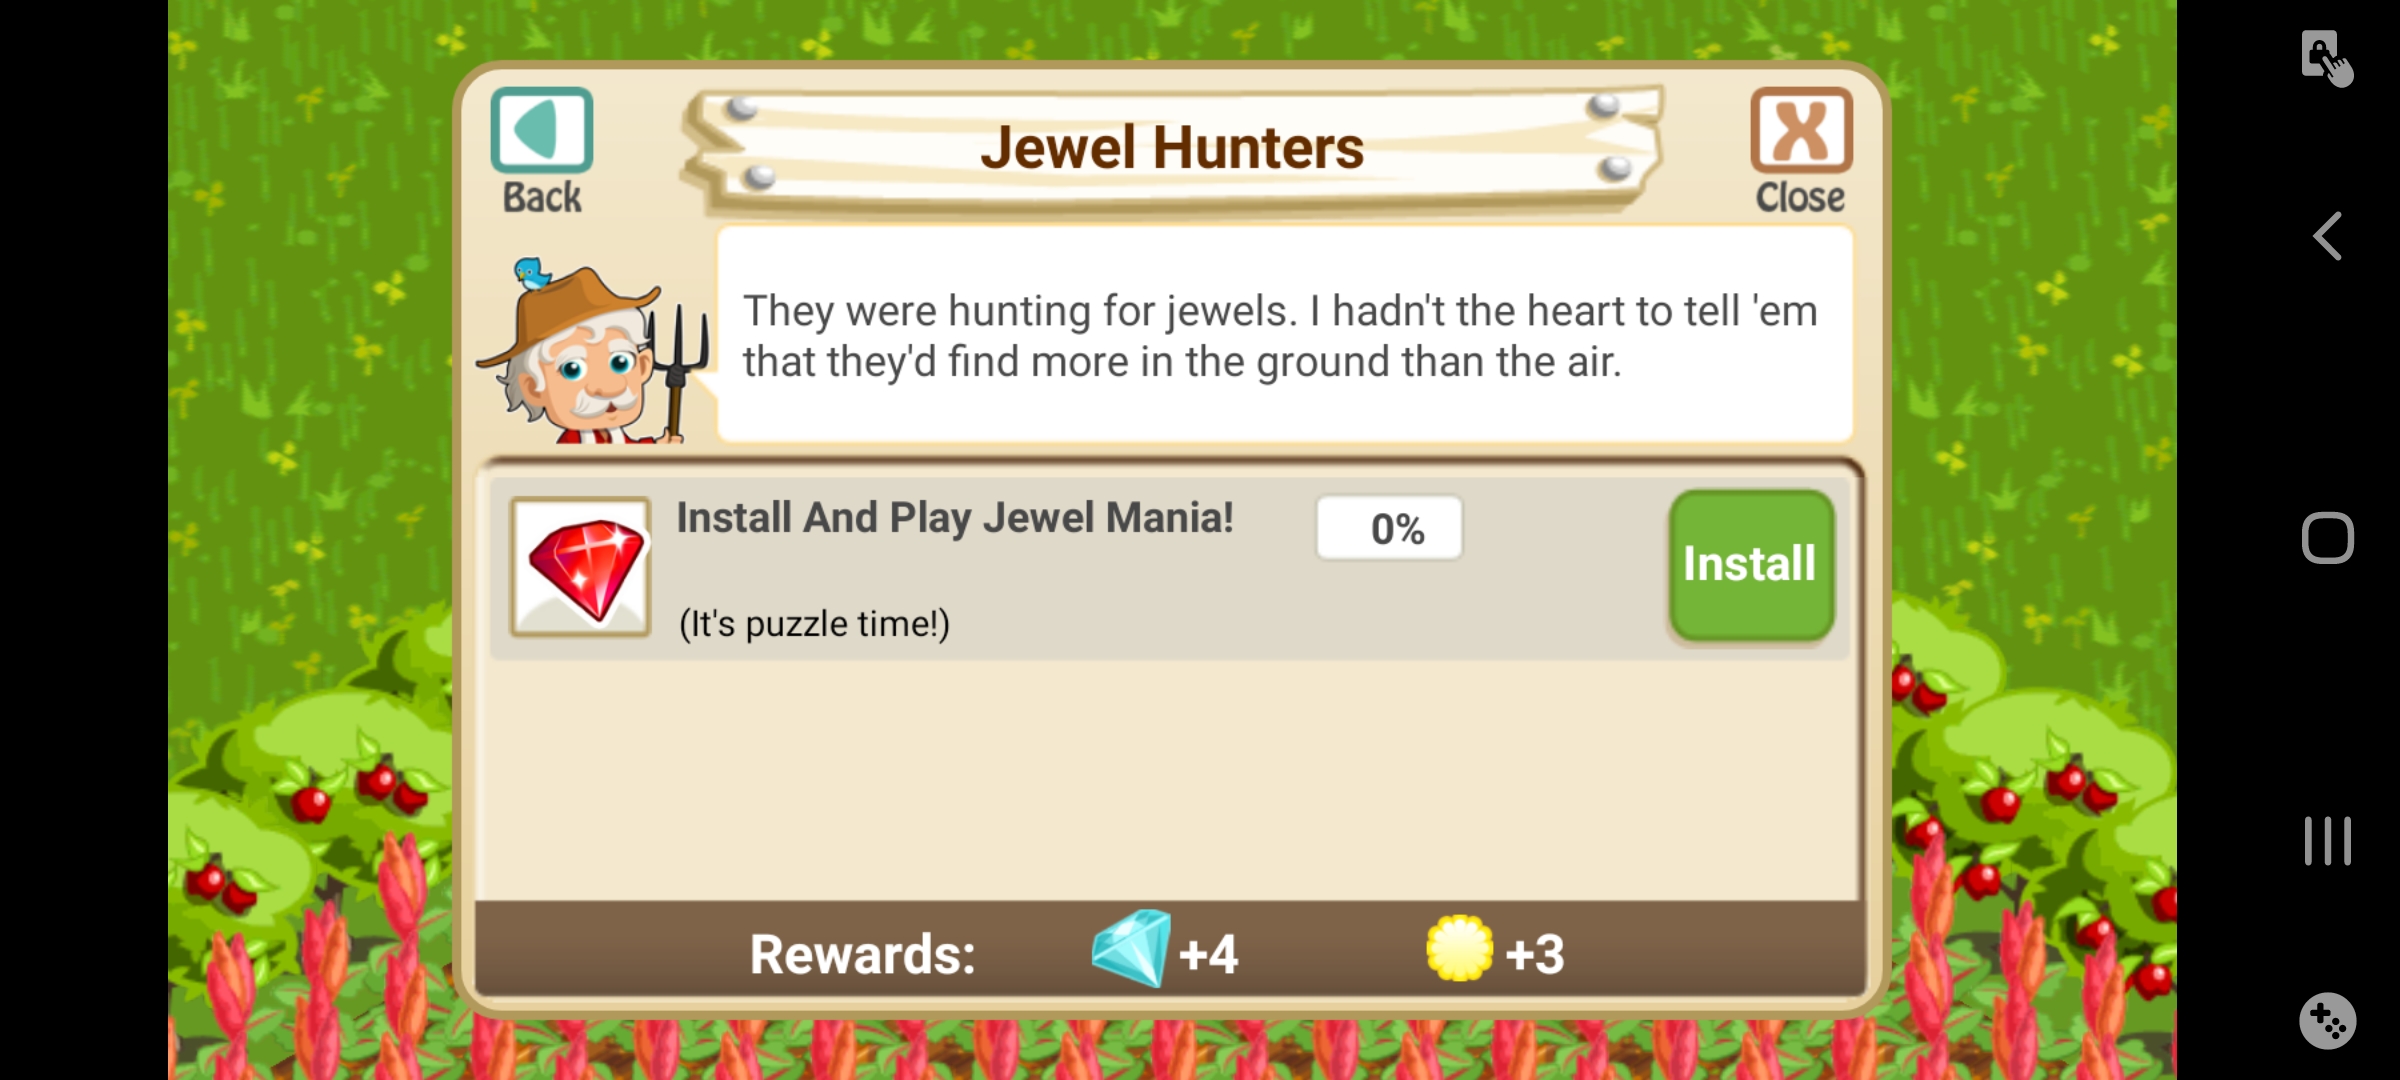 Jewel Hunters
Back
Close
They were hunting for jewels. I hadn't the heart to tell 'em
that they'd find more in the ground than the air.
Install And Play Jewel Mania!
0%
Install
(It's puzzle time!)
Rewards: +4 +3